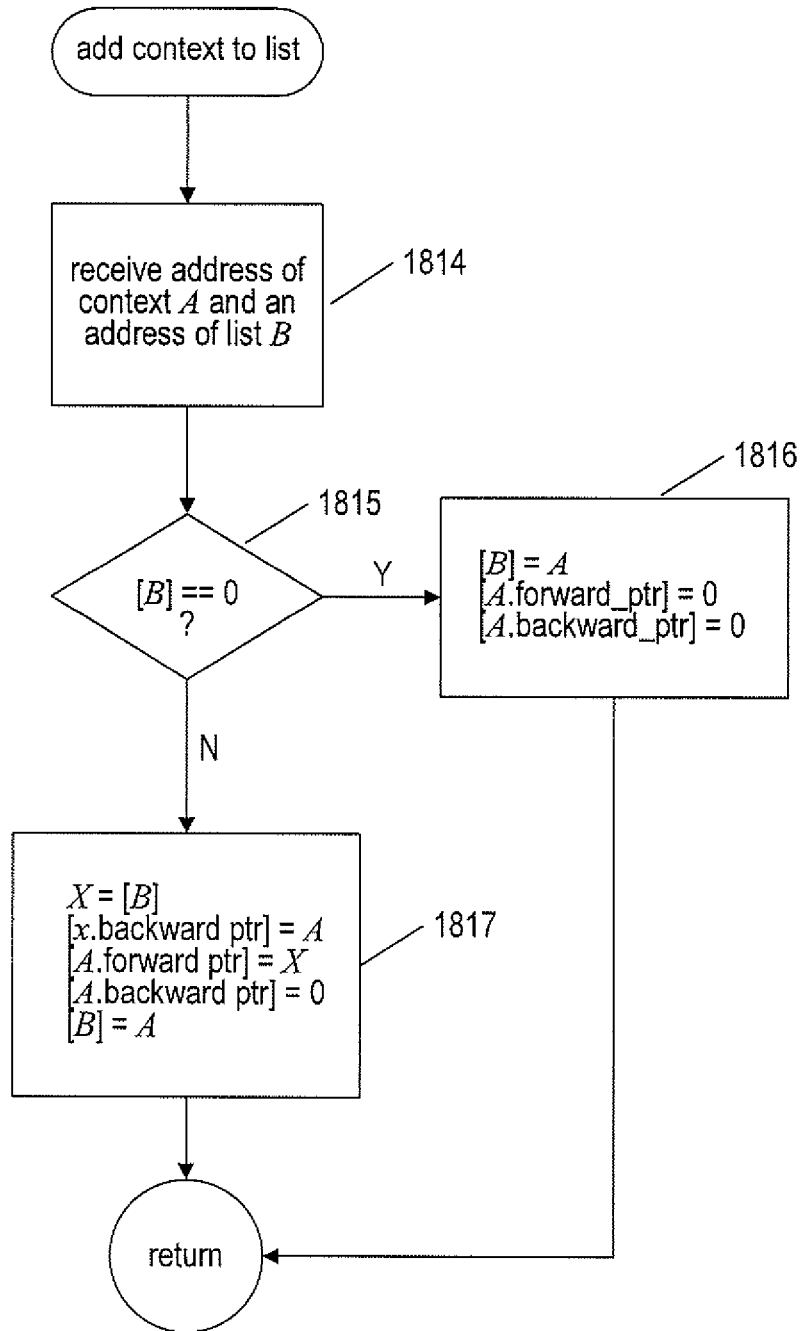 add context to list
receive address of
context A and an
address of list B
1814
1815
[B] == 0
?
Y
1816
[B] = A
[A.forward_ptr] = 0
[A.backward_ptr] = 0
N
X = [B]
[x.backward ptr] = A
[A.forward ptr] = X
[A.backward ptr] = 0
[B] = A
1817
return